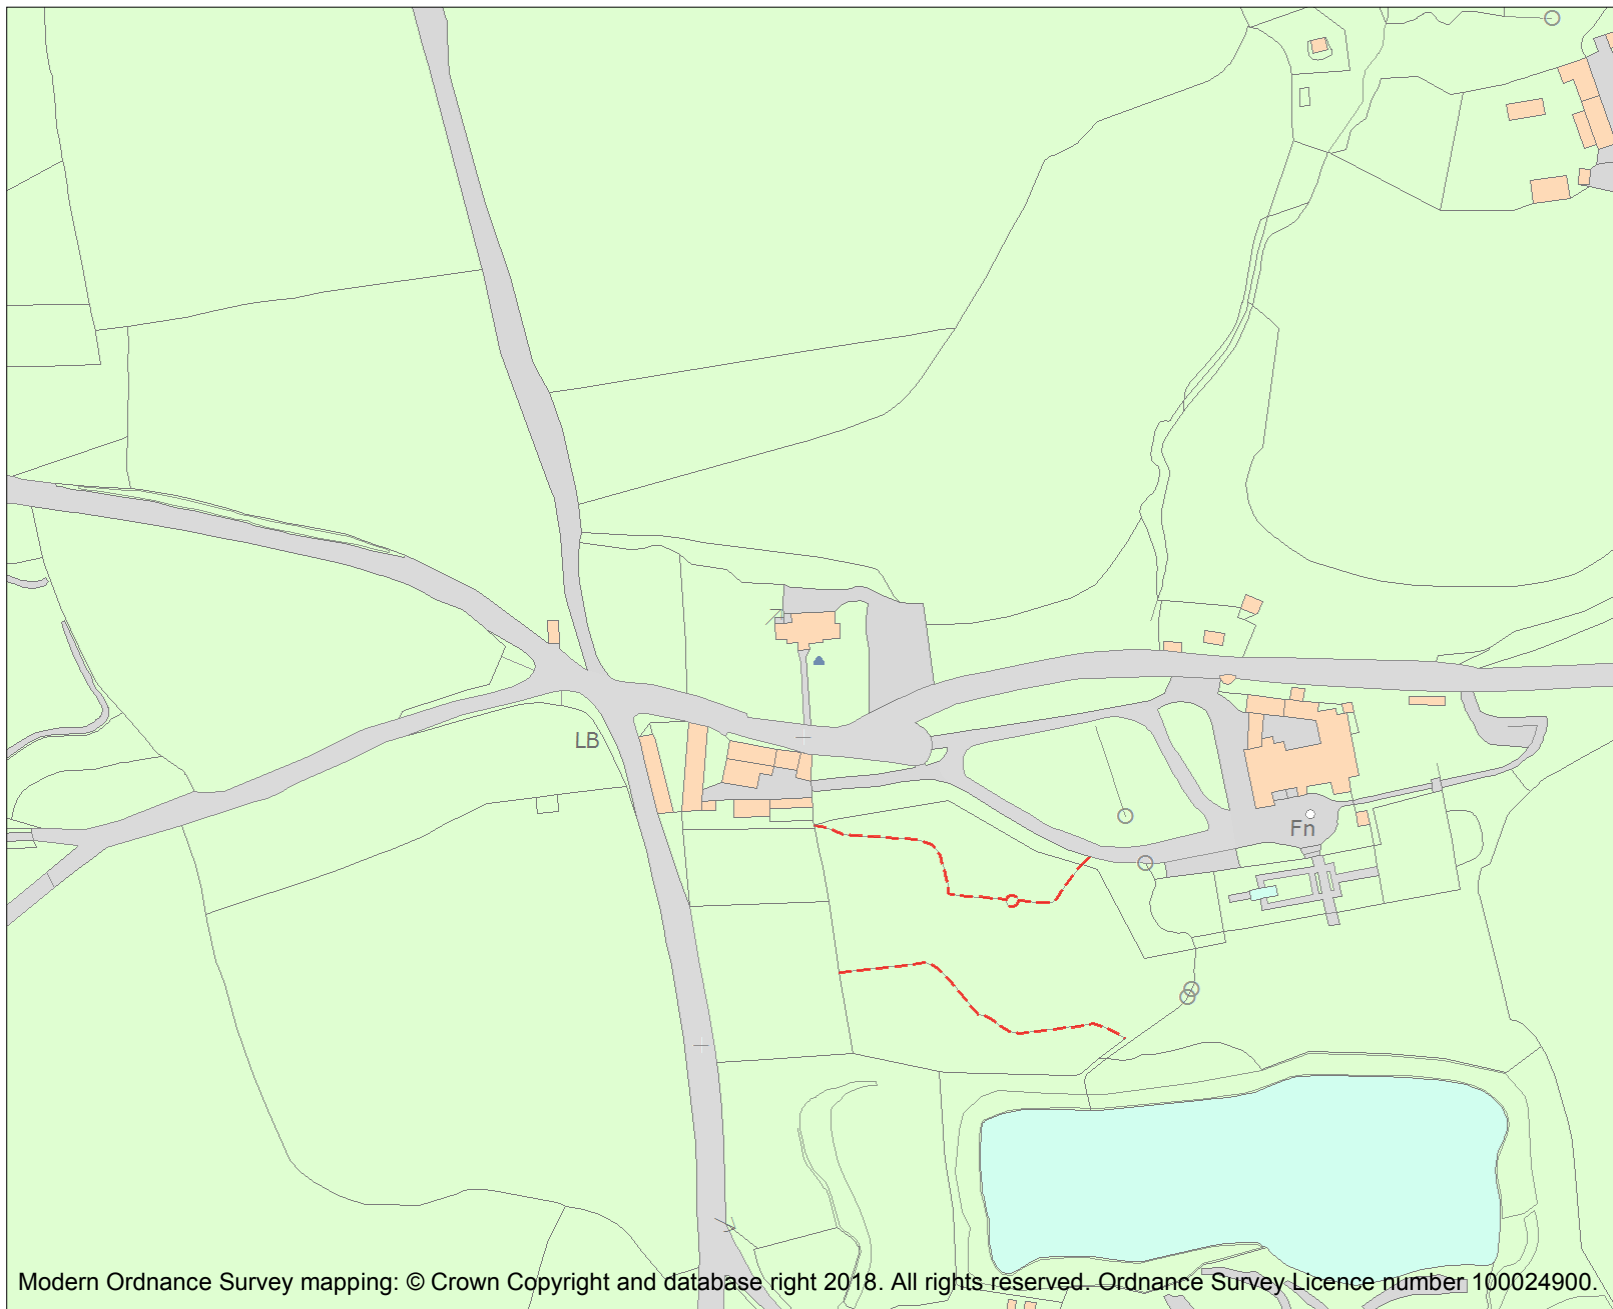 LB
Fn
Modern Ordnance Survey mapping: © Crown Copyright and database right 2018. All rights reserved. Ordnance Survey Licence number 100024900.